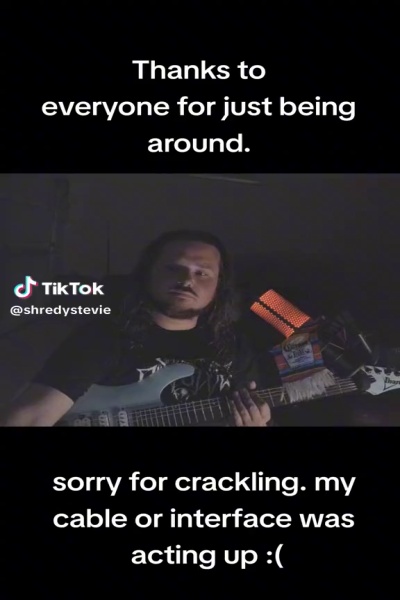 Thanks to
everyone for just being
around.
TikTok
@shredystevie
Ibanez
sorry for crackling. my
cable or interface was
acting up :(